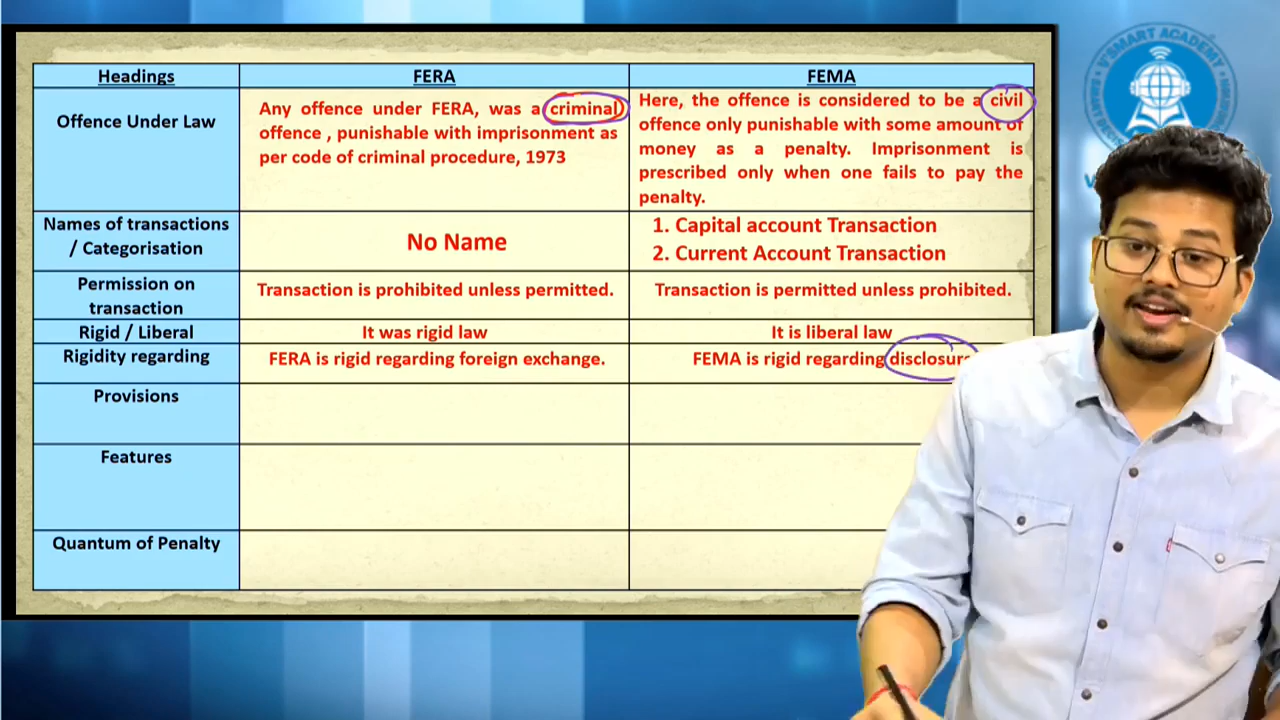 Headings
FERA
FEMA
Offence Under Law
Any offence under FERA, was a criminal
offence , punishable with imprisonment as
per code of criminal procedure, 1973
Here, the offence is considered to be a civil
offence only punishable with some amount of
money as a penalty. Imprisonment is
prescribed only when one fails to pay the
penalty.
Names of transactions
/ Categorisation
No Name
1. Capital account Transaction
2. Current Account Transaction
Permission on
transaction
Transaction is prohibited unless permitted.
Transaction is permitted unless prohibited.
Rigid / Liberal
It was rigid law
It is liberal law
Rigidity regarding
FERA is rigid regarding foreign exchange.
FEMA is rigid regarding disclosur
Provisions
Features
Quantum of Penalty
V'SMART ACADEMY